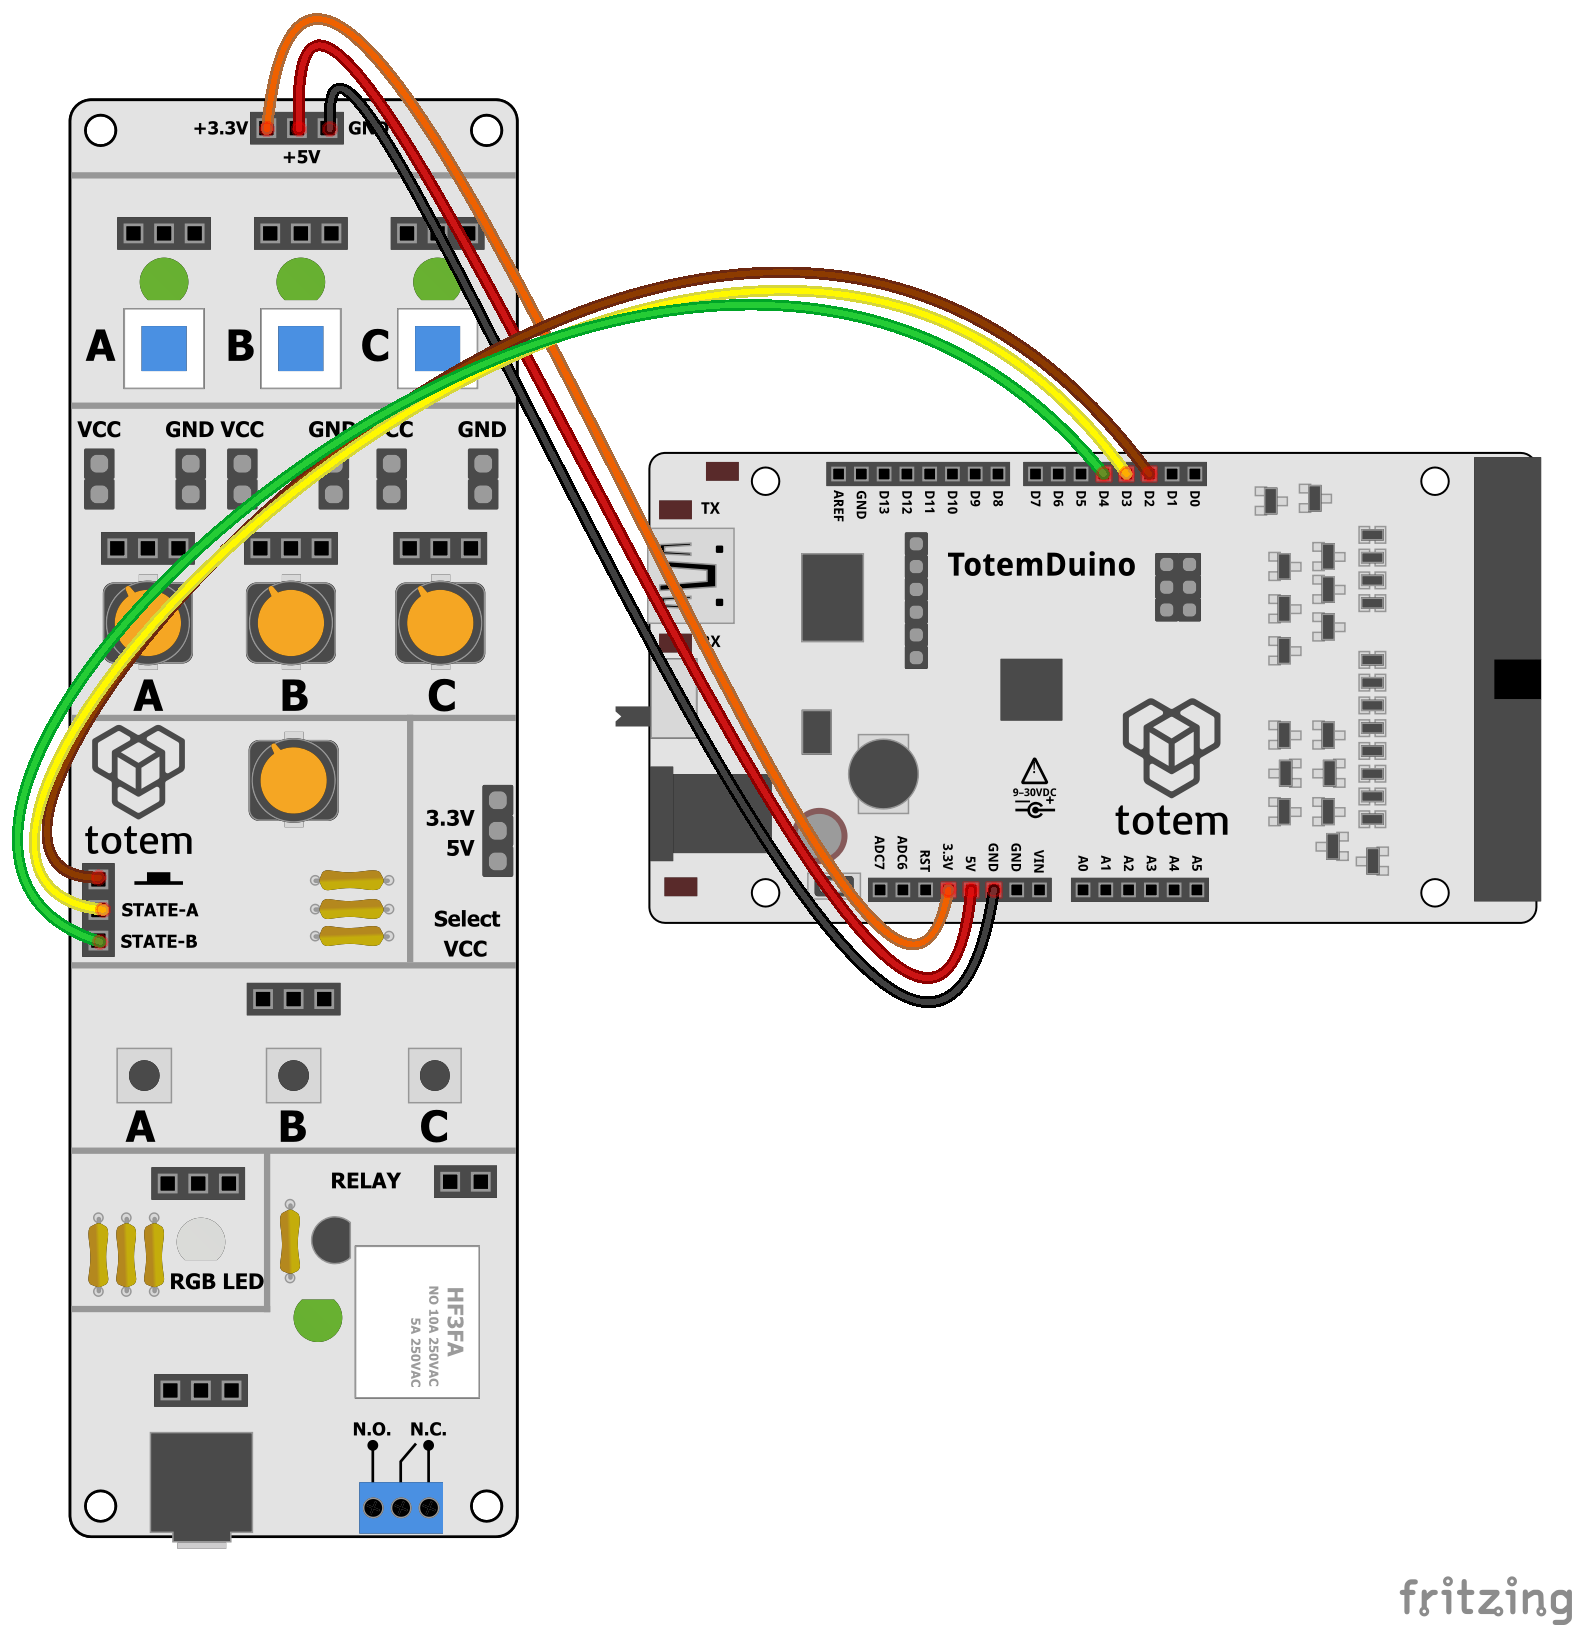 +3.3V
GND
+5V
A B C
VCC GND VCC GND VCC GND
A B C
totem
3.3V
5V
STATE-A
STATE-B
Select
VCC
A B C
RELAY
RGB LED
HF3FA
NO 10A 250VAC
5A 250VAC
N.O. N.C.
AREF GND D13 D12 D11 D10 D9 D8 D7 D6 D5 D4 D3 D2 D1 D0
TX
TotemDuino
RX
9-30VDC
totem
ADC7 ADC6 RST 3.3V 5V GND GND VIN A0 A1 A2 A3 A4 A5
fritzing